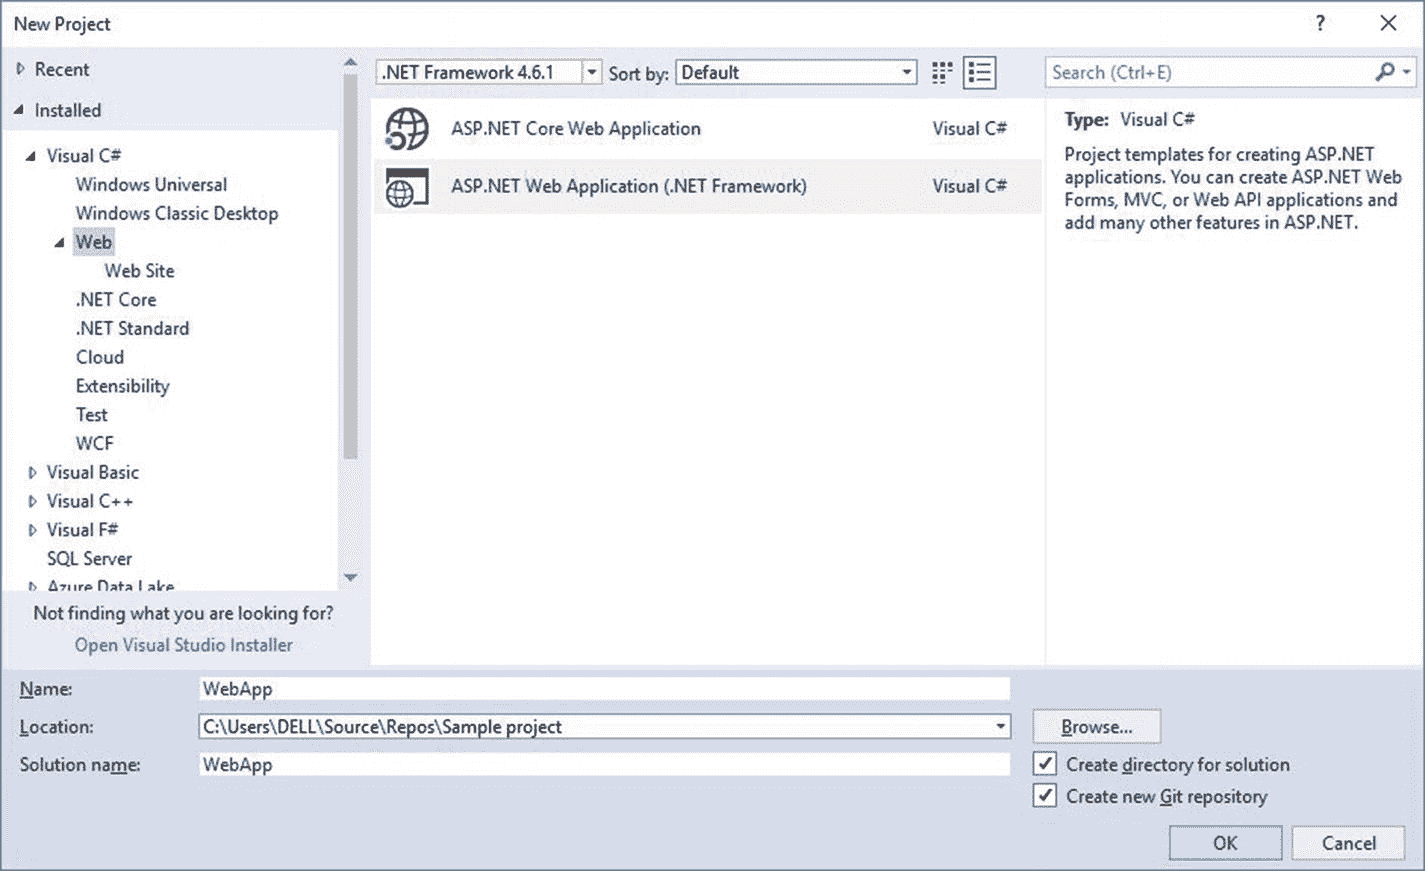 New Project
?
Recent
Installed
Visual C#
Windows Universal
Windows Classic Desktop
Web
Web Site
.NET Core
.NET Standard
Cloud
Extensibility
Test
WCF
Visual Basic
Visual C++
Visual F#
SQL Server
Azure Data Lake
Not finding what you are looking for?
Open Visual Studio Installer
.NET Framework 4.6.1
Sort by: Default
ASP.NET Core Web Application Visual C#
ASP.NET Web Application (.NET Framework) Visual C#
Search (Ctrl+E)
Type: Visual C#
Project templates for creating ASP.NET
applications. You can create ASP.NET Web
Forms, MVC, or Web API applications and
add many other features in ASP.NET.
Name: WebApp
Location: C:\Users\DELL\Source\Repos\Sample project
Browse...
Solution name: WebApp
Create directory for solution
Create new Git repository
OK
Cancel